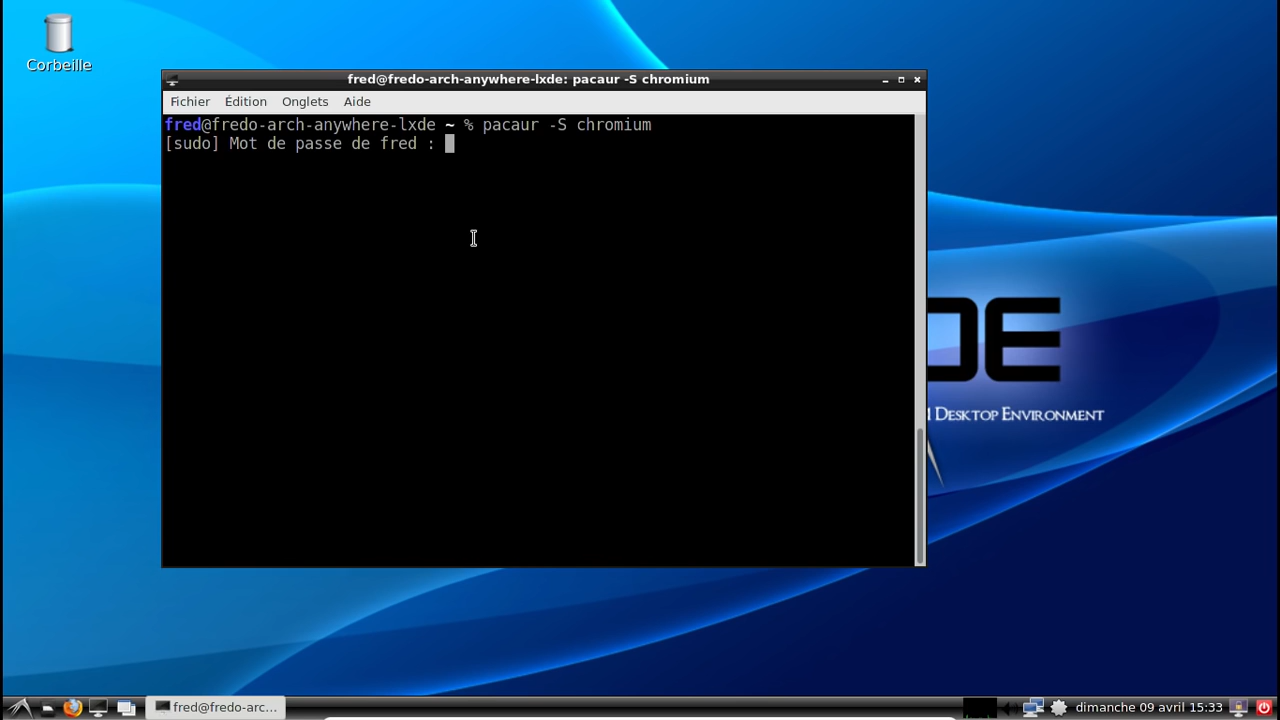 Corbeille
fred@fredo-arch-anywhere-lxde: pacaur -S chromium
Fichier Édition Onglets Aide
fred@fredo-arch-anywhere-lxde ~ % pacaur -S chromium
[sudo] Mot de passe de fred :
DE
Desktop Environment
fred@fredo-arc...
dimanche 09 avril 15:33